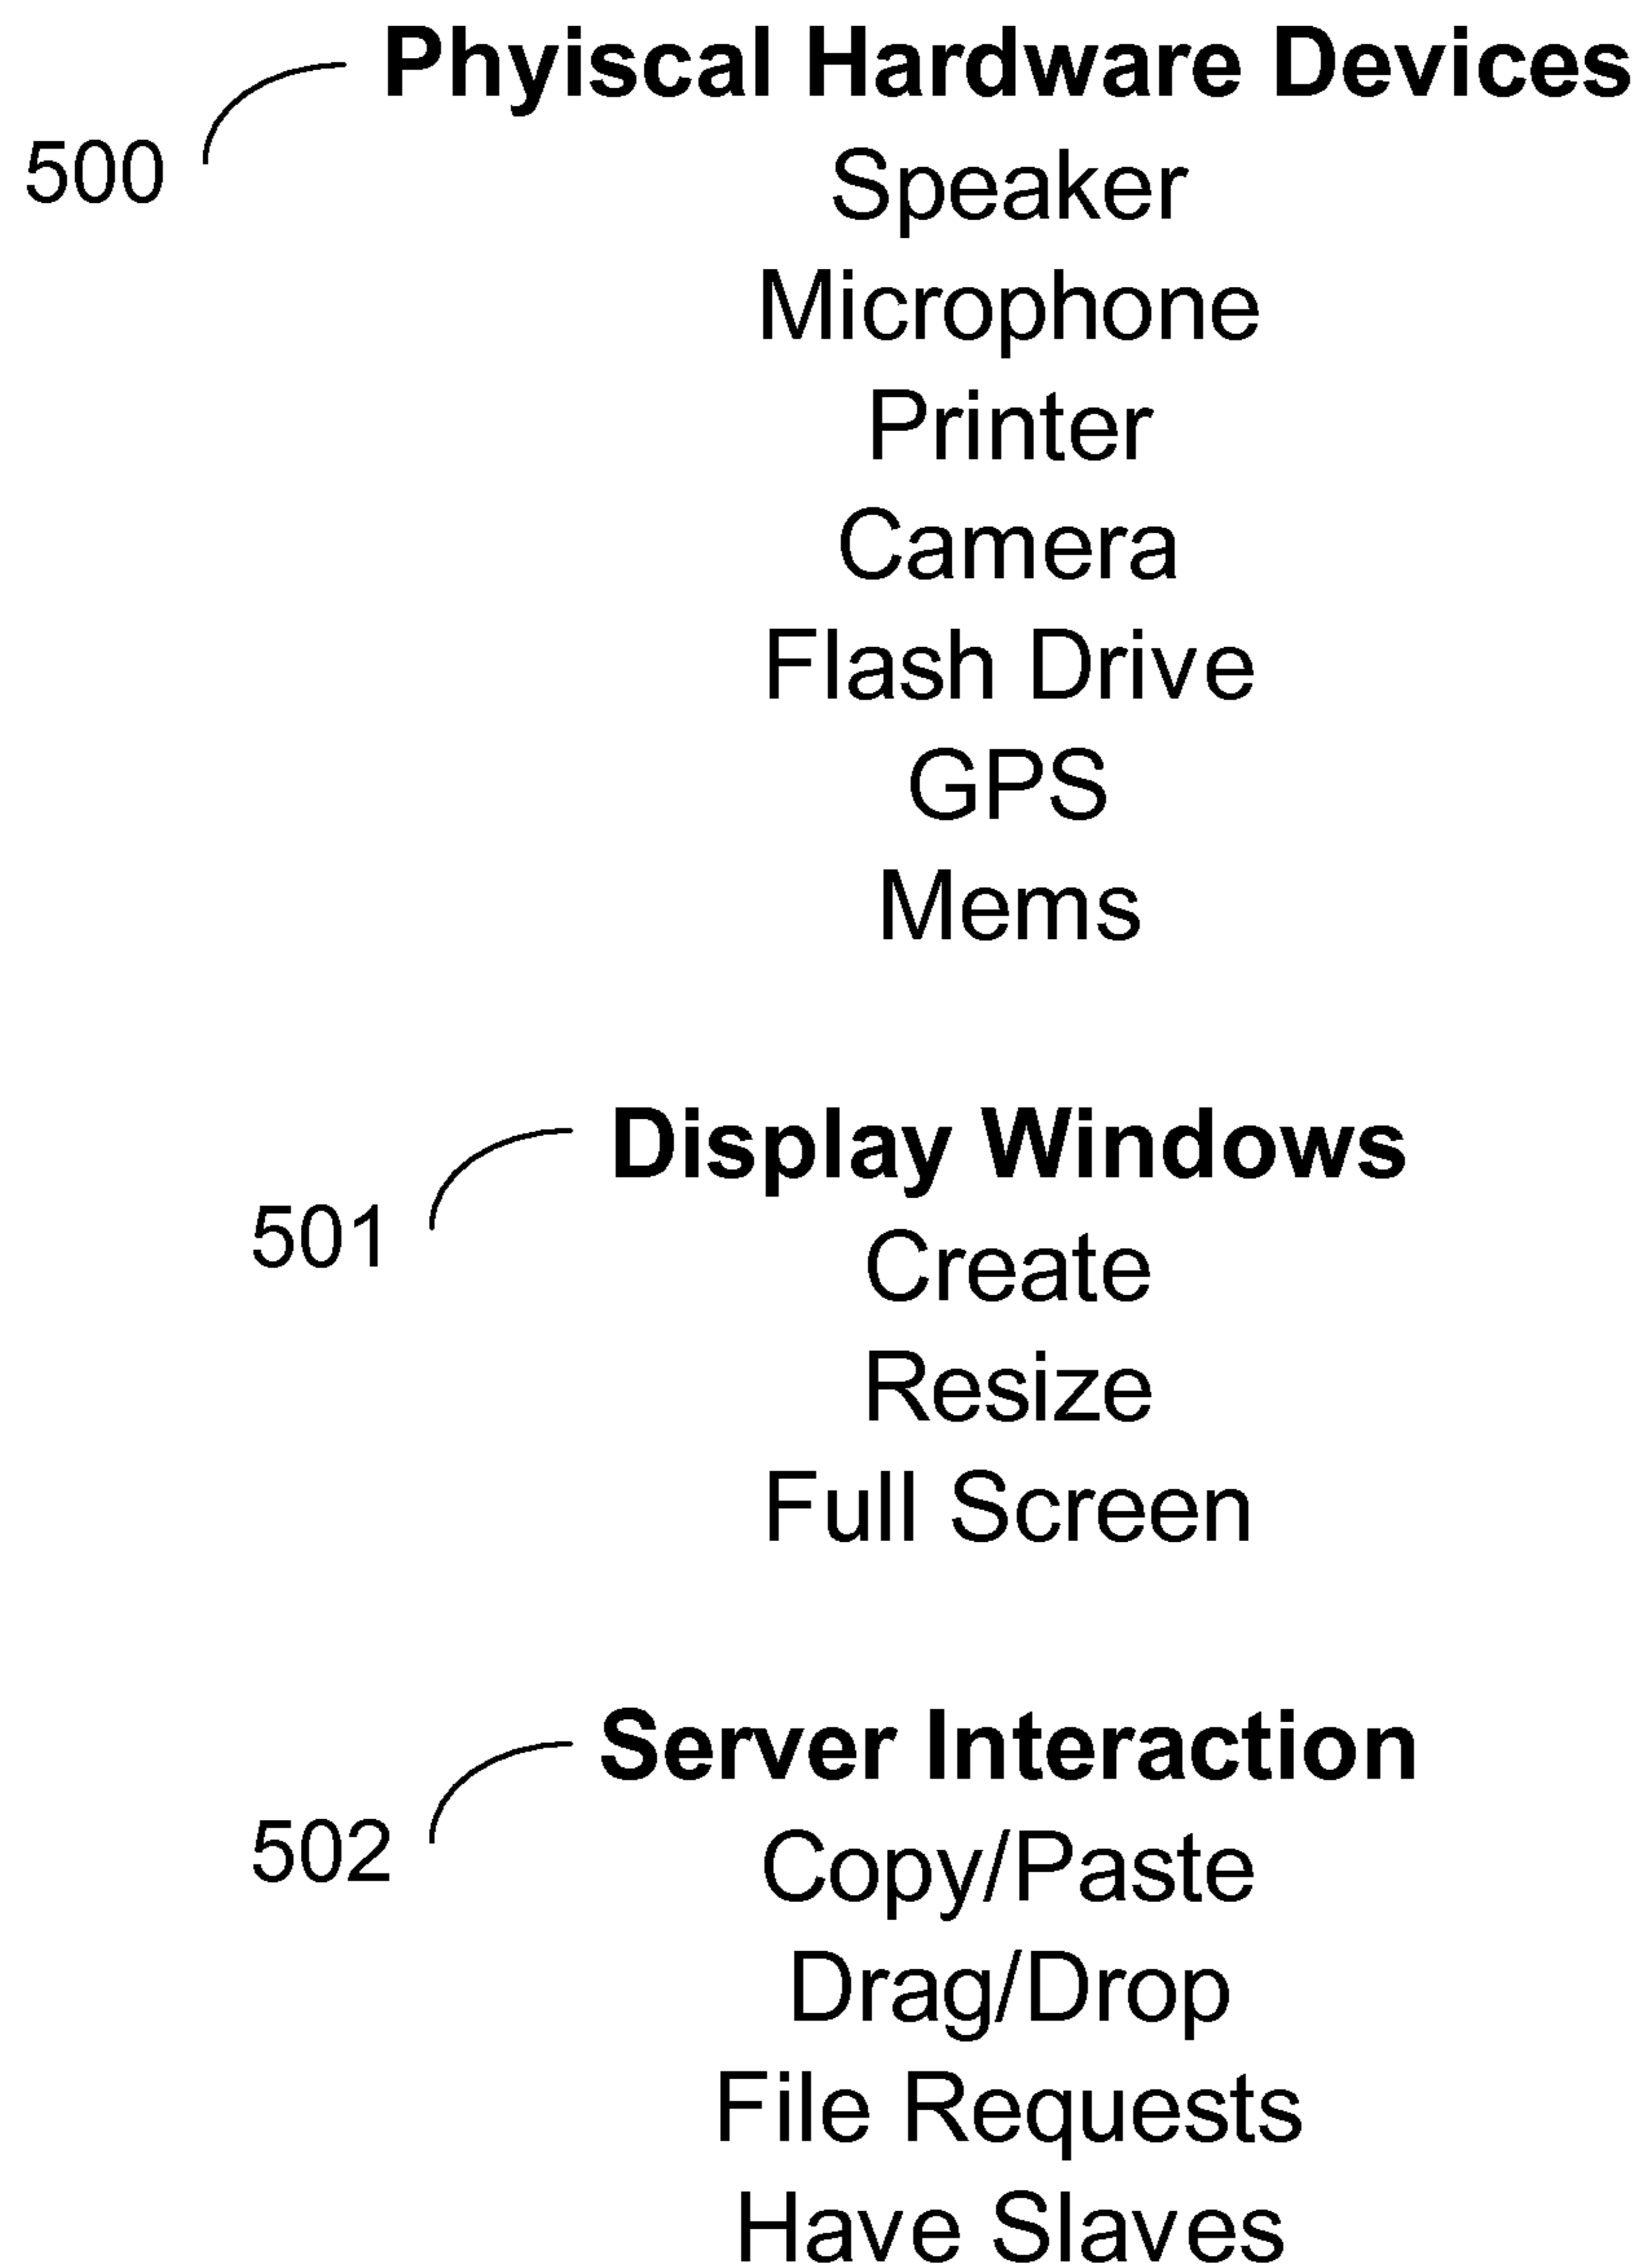 Phyiscal Hardware Devices
500
Speaker
Microphone
Printer
Camera
Flash Drive
GPS
Mems
Display Windows
501
Create
Resize
Full Screen
Server Interaction
502
Copy/Paste
Drag/Drop
File Requests
Have Slaves